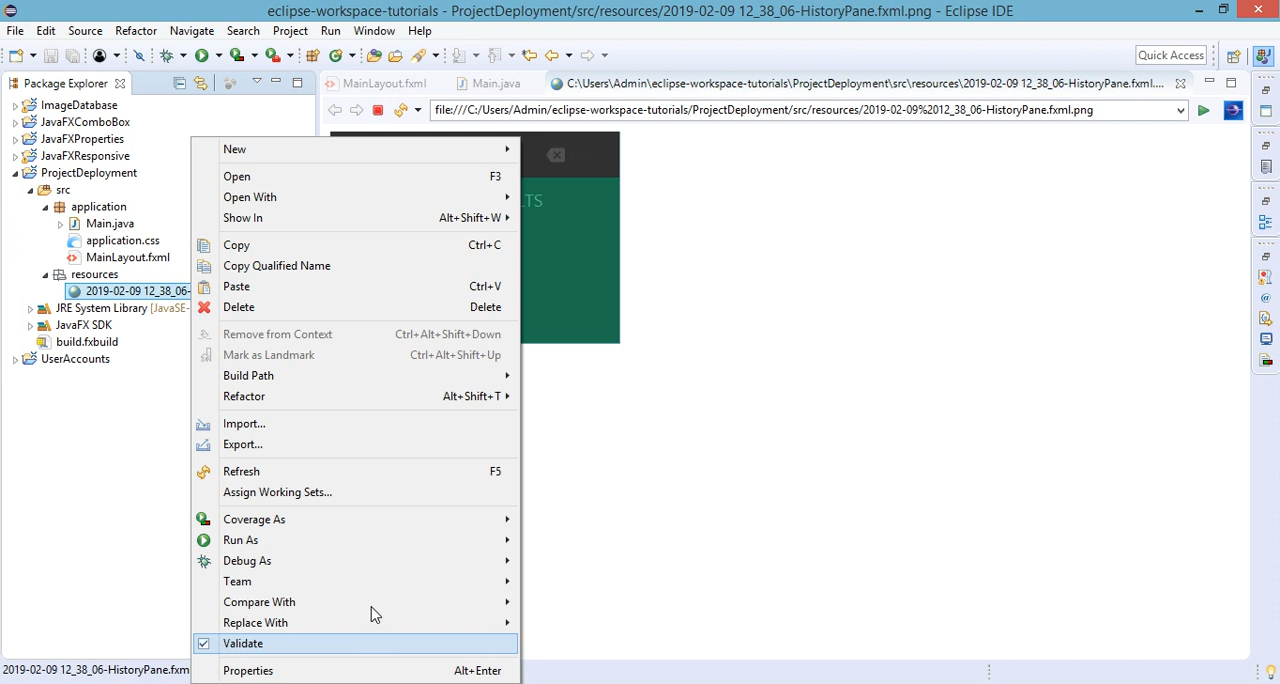 eclipse-workspace-tutorials - ProjectDeployment/src/resources/2019-02-09 12_38_06-HistoryPane.fxml.png - Eclipse IDE
File Edit Source Refactor Navigate Search Project Run Window Help
Quick Access
Package Explorer
MainLayout.fxml
Main.java
C:\Users\Admin\eclipse-workspace-tutorials\ProjectDeployment\src\resources\2019-02-09 12_38_06-HistoryPane.fxml....
file:///C:/Users/Admin/eclipse-workspace-tutorials/ProjectDeployment/src/resources/2019-02-09%2012_38_06-HistoryPane.fxml.png
ImageDatabase
JavaFXComboBox
JavaFXProperties
JavaFXResponsive
ProjectDeployment
src
application
Main.java
application.css
MainLayout.fxml
resources
2019-02-09 12_38_06-
JRE System Library [JavaSE-
JavaFX SDK
build.fxbuild
UserAccounts
LTS
New
Open F3
Open With
Show In Alt+Shift+W
Copy Ctrl+C
Copy Qualified Name
Paste Ctrl+V
Delete Delete
Remove from Context Ctrl+Alt+Shift+Down
Mark as Landmark Ctrl+Alt+Shift+Up
Build Path
Refactor Alt+Shift+T
Import...
Export...
Refresh F5
Assign Working Sets...
Coverage As
Run As
Debug As
Team
Compare With
Replace With
Validate
Properties Alt+Enter
2019-02-09 12_38_06-HistoryPane.fxm